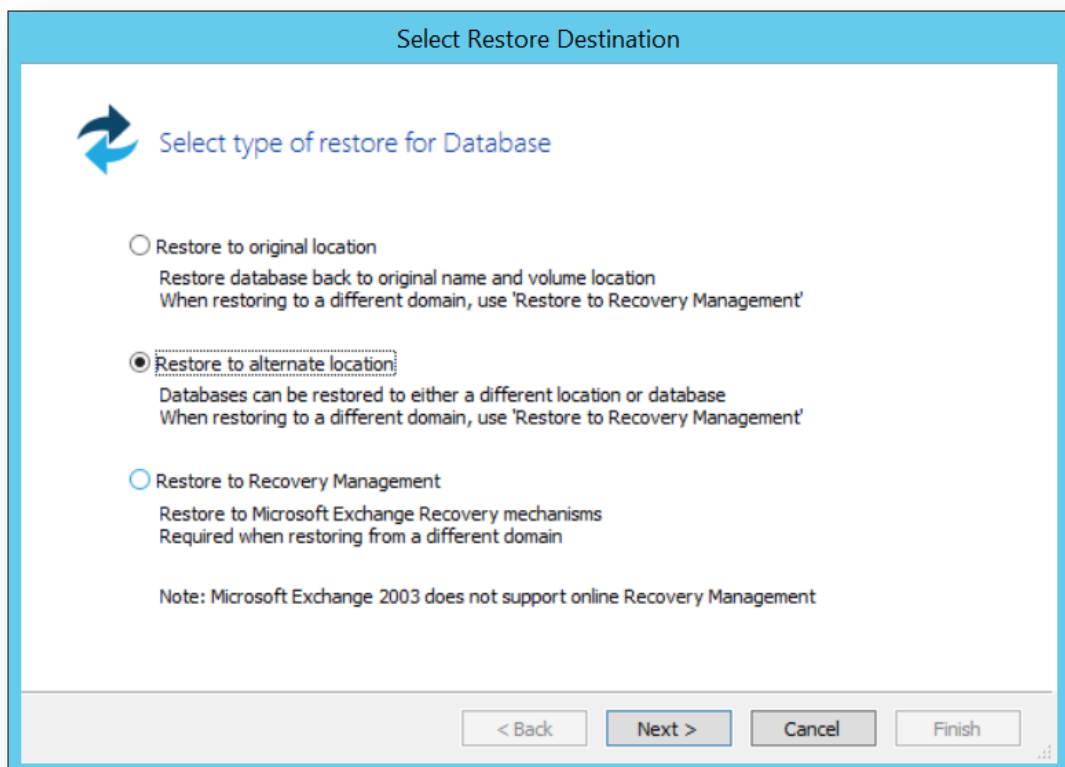 Select Restore Destination
Select type of restore for Database
Restore to original location
Restore database back to original name and volume location
When restoring to a different domain, use 'Restore to Recovery Management'
Restore to alternate location
Databases can be restored to either a different location or database
When restoring to a different domain, use 'Restore to Recovery Management'
Restore to Recovery Management
Restore to Microsoft Exchange Recovery mechanisms
Required when restoring from a different domain
Note: Microsoft Exchange 2003 does not support online Recovery Management
< Back Next > Cancel Finish